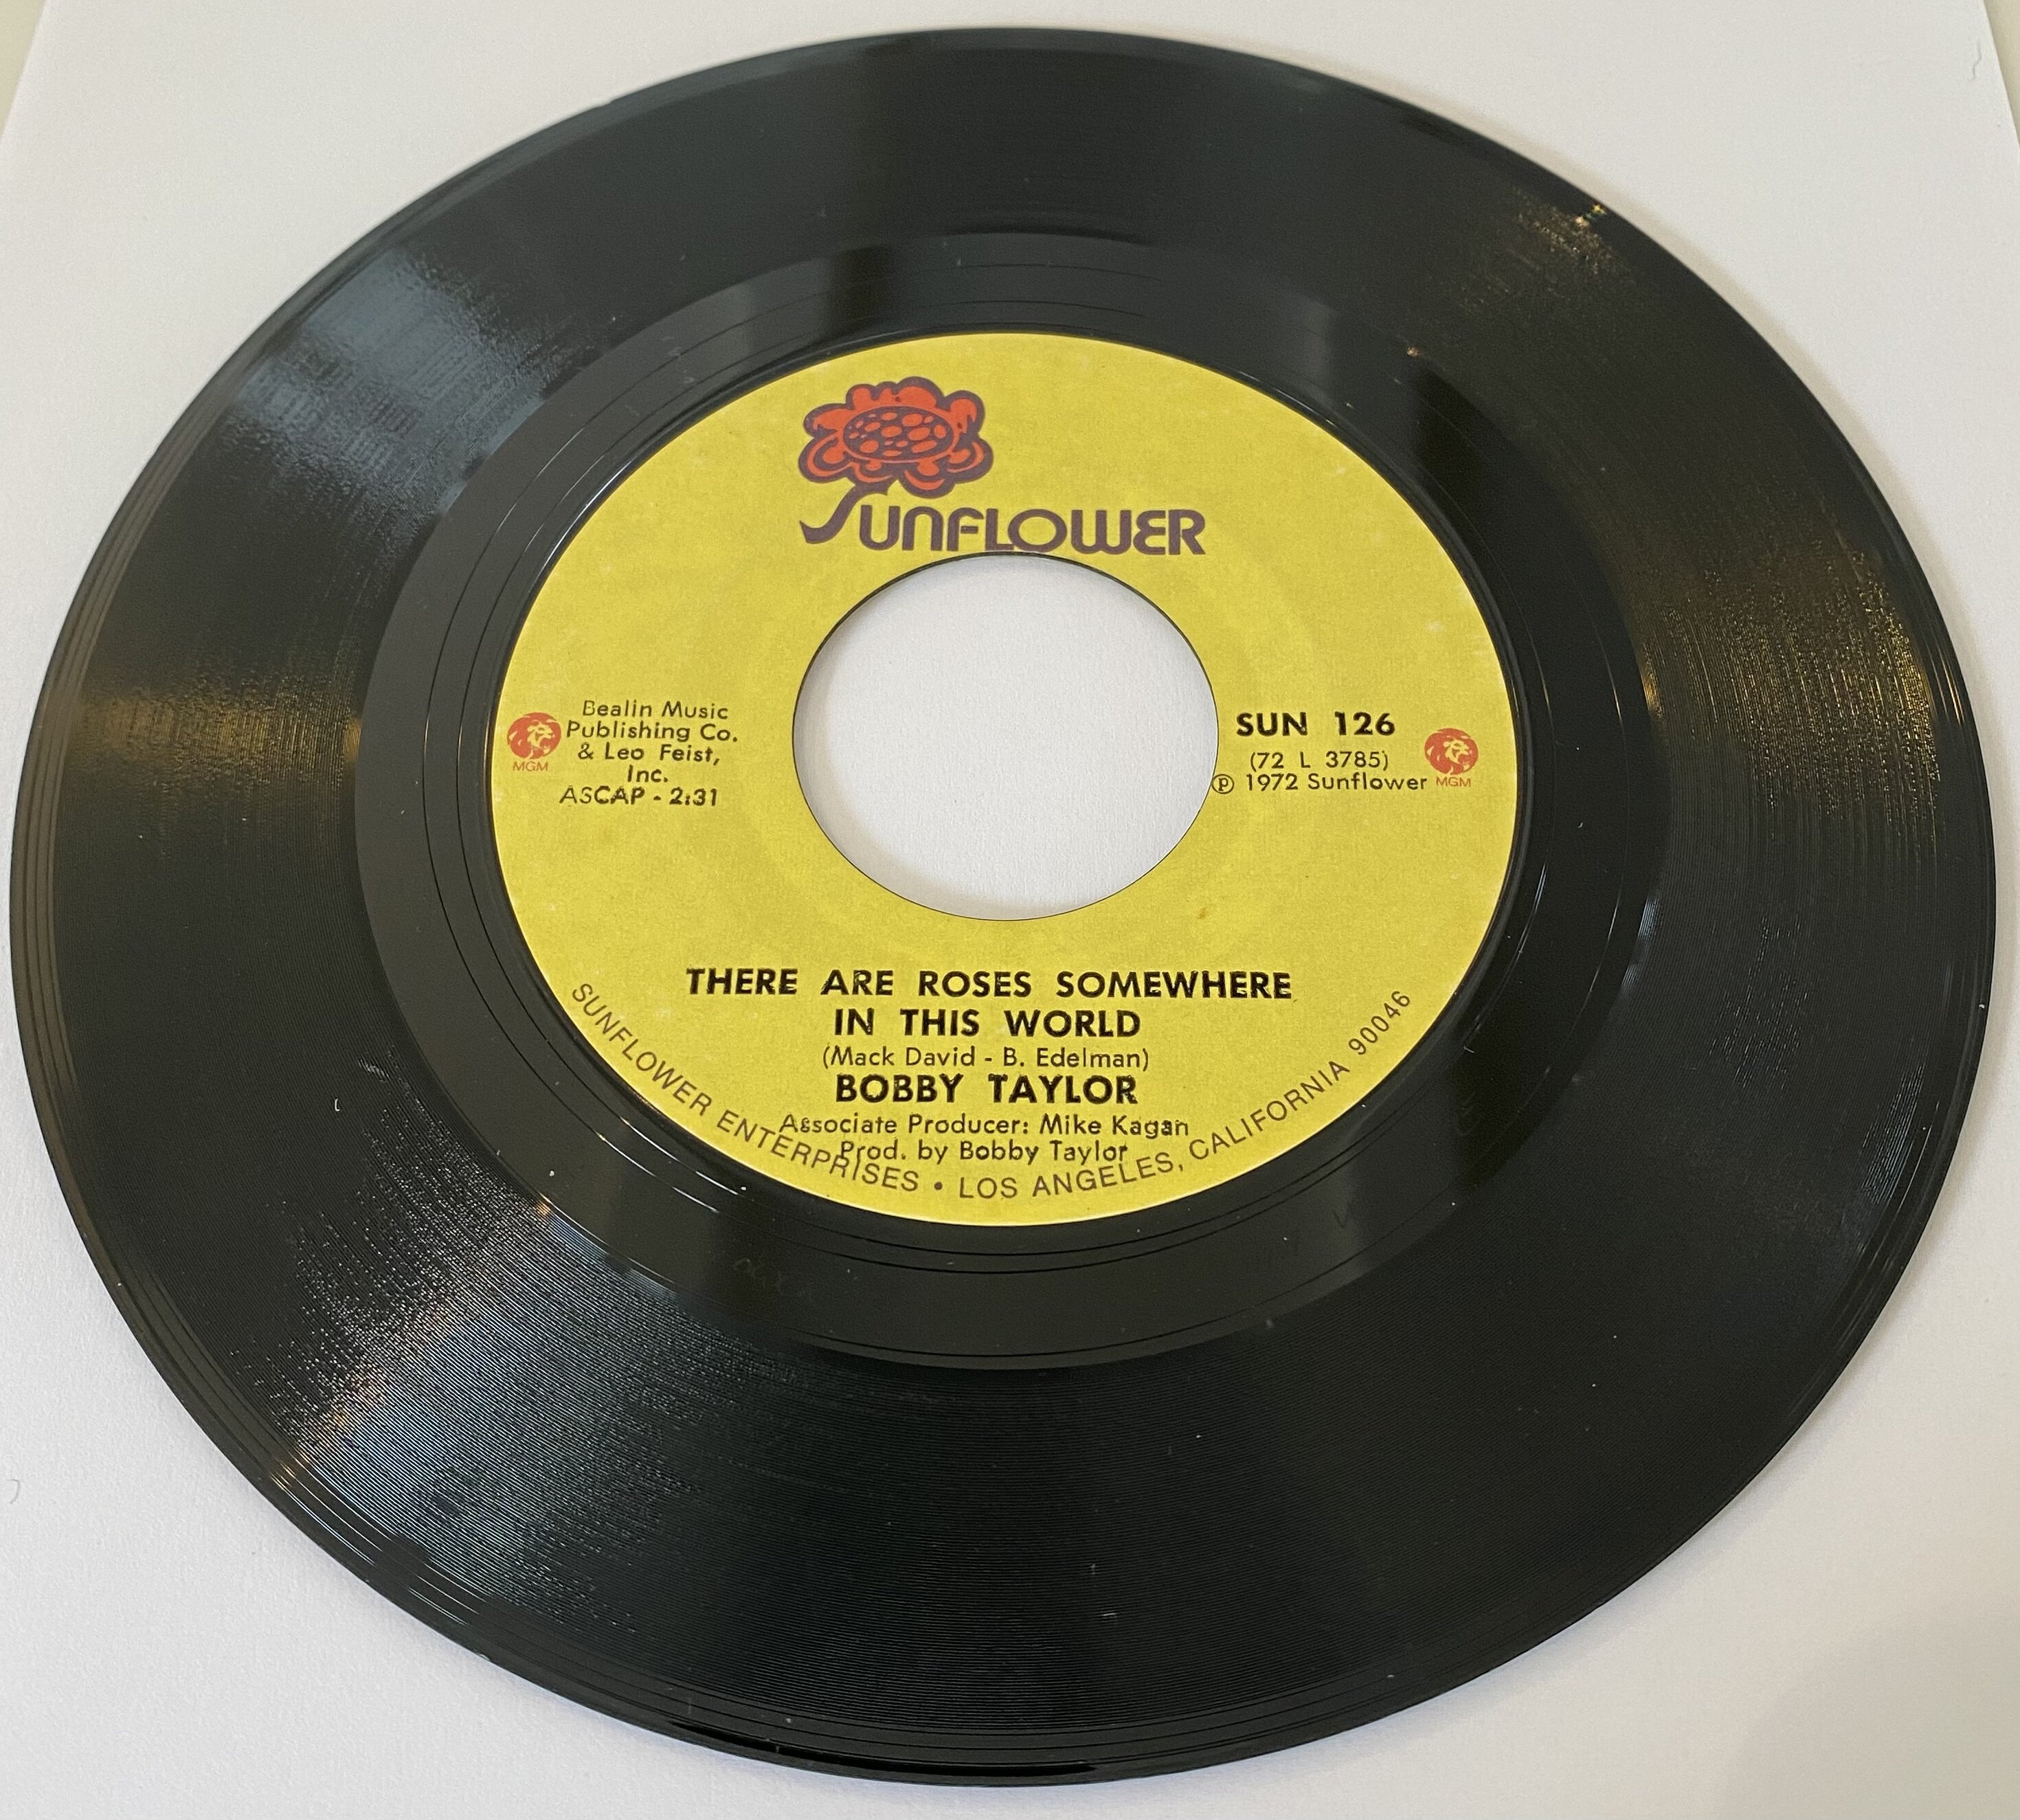 SUNFLOWER
Bealin Music
Publishing Co.
& Leo Feist,
Inc.
ASCAP - 2:31
MGM
SUN 126
(72 L 3785)
℗ 1972 Sunflower
MGM
THERE ARE ROSES SOMEWHERE
IN THIS WORLD
(Mack David - B. Edelman)
BOBBY TAYLOR
Associate Producer: Mike Kagan
Prod. by Bobby Taylor
SUNFLOWER ENTERPRISES • LOS ANGELES, CALIFORNIA 90046